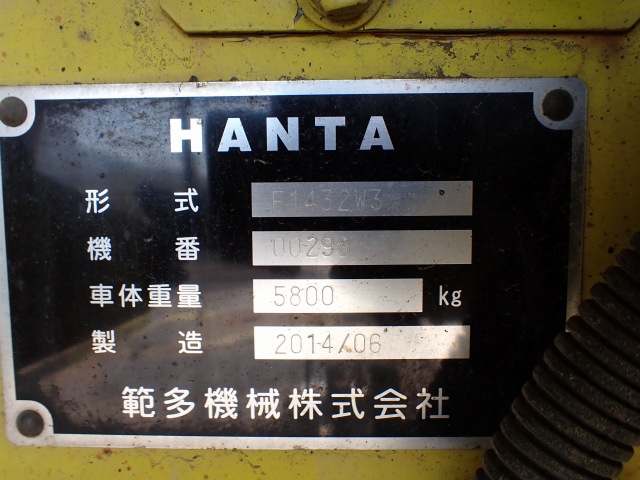 HANTA
形式 F1432W3
機番 UU298
車体重量 5800 kg
製造 2014/06
範多機械株式会社